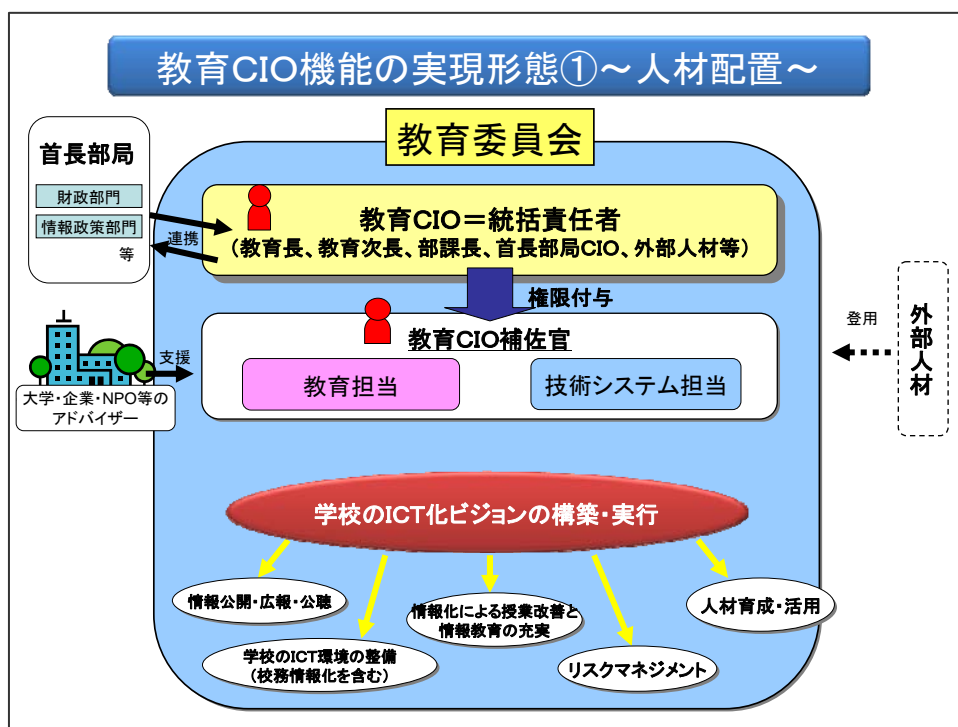 教育CIO機能の実現形態①～人材配置～
教育委員会
首長部局
財政部門
情報政策部門
等
連携
教育CIO＝統括責任者
（教育長、教育次長、部課長、首長部局CIO、外部人材等）
権限付与
教育CIO補佐官
教育担当
技術システム担当
支援
大学・企業・NPO等の
アドバイザー
登用
外部人材
学校のICT化ビジョンの構築・実行
情報公開・広報・公聴
学校のICT環境の整備
（校務情報化を含む）
情報化による授業改善と
情報教育の充実
リスクマネジメント
人材育成・活用